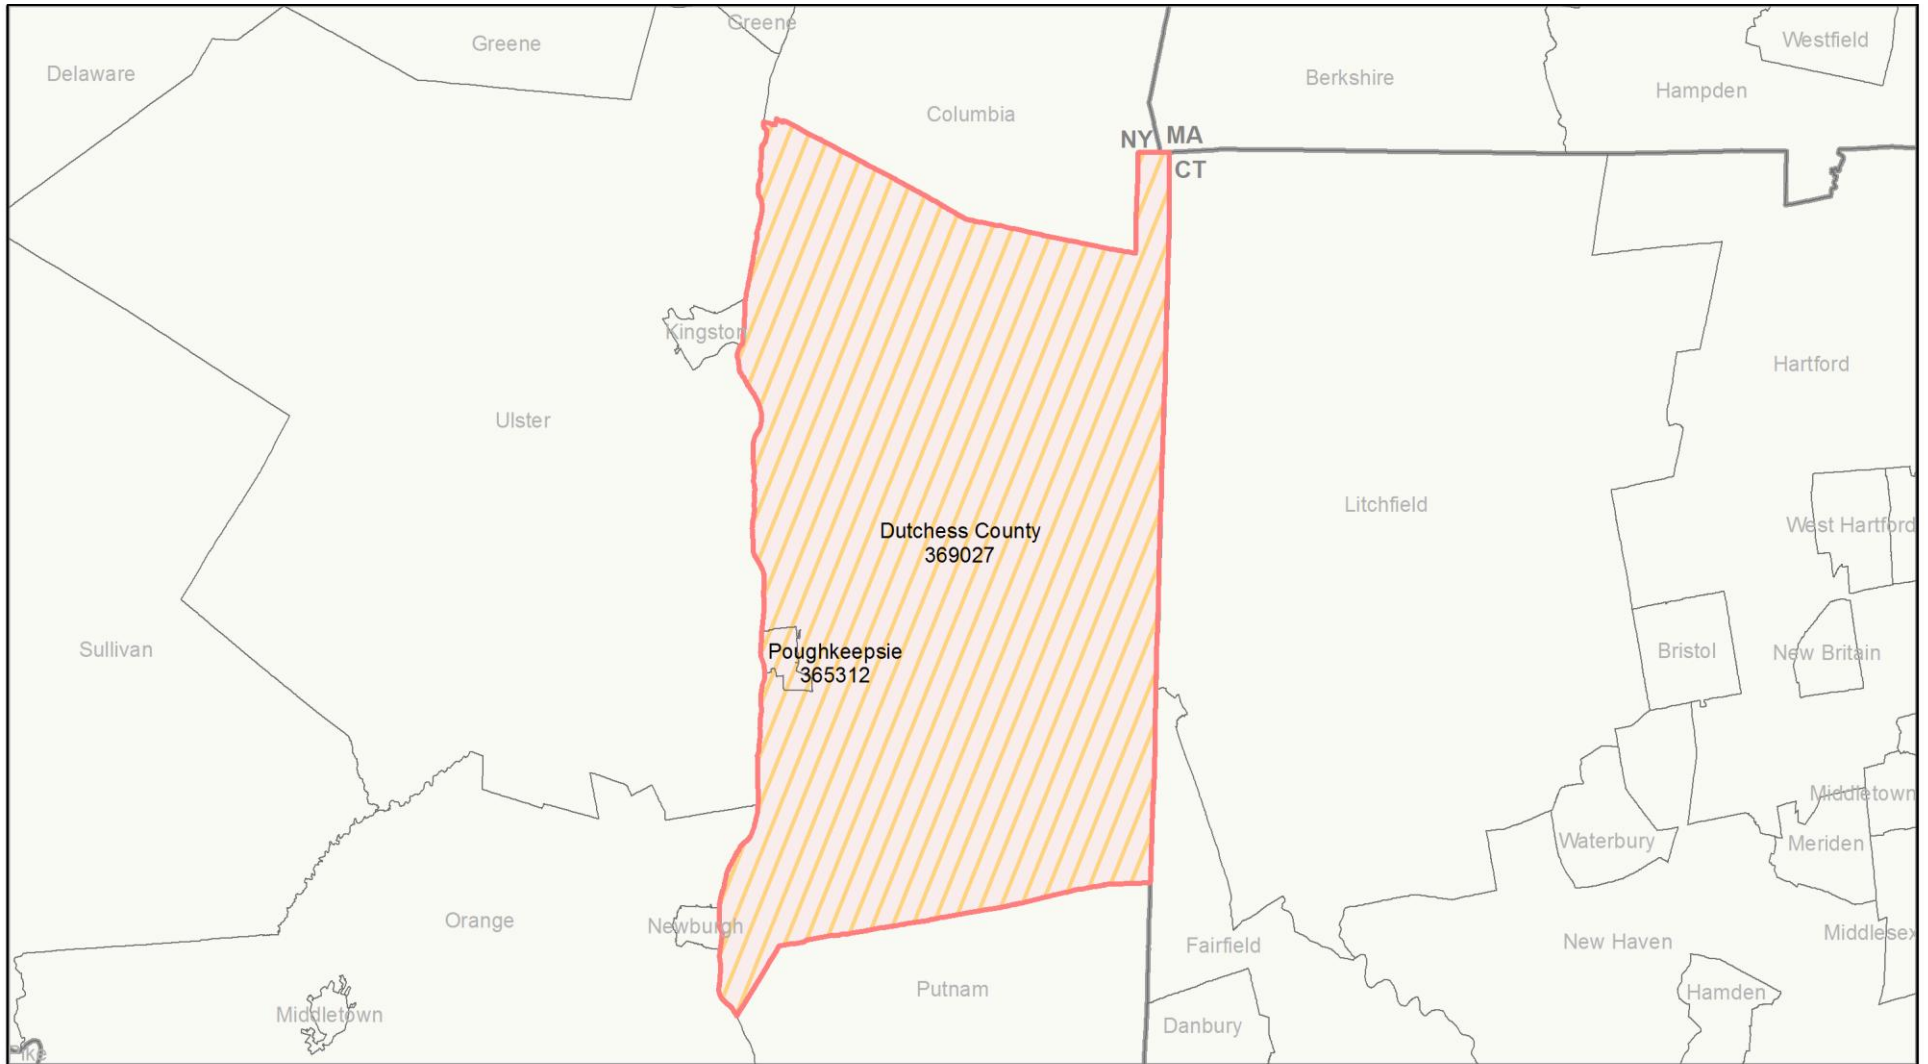 Greene
Greene
Westfield
Delaware
Berkshire
Hampden
Columbia
NY
MA
CT
Kingston
Hartford
Ulster
Litchfield
West Hartford
Dutchess County
369027
Sullivan
Poughkeepsie
365312
Bristol
New Britain
Middletown
Waterbury
Meriden
Orange
Newburgh
Fairfield
New Haven
Middlesex
Putnam
Hamden
Middletown
Danbury
Pike